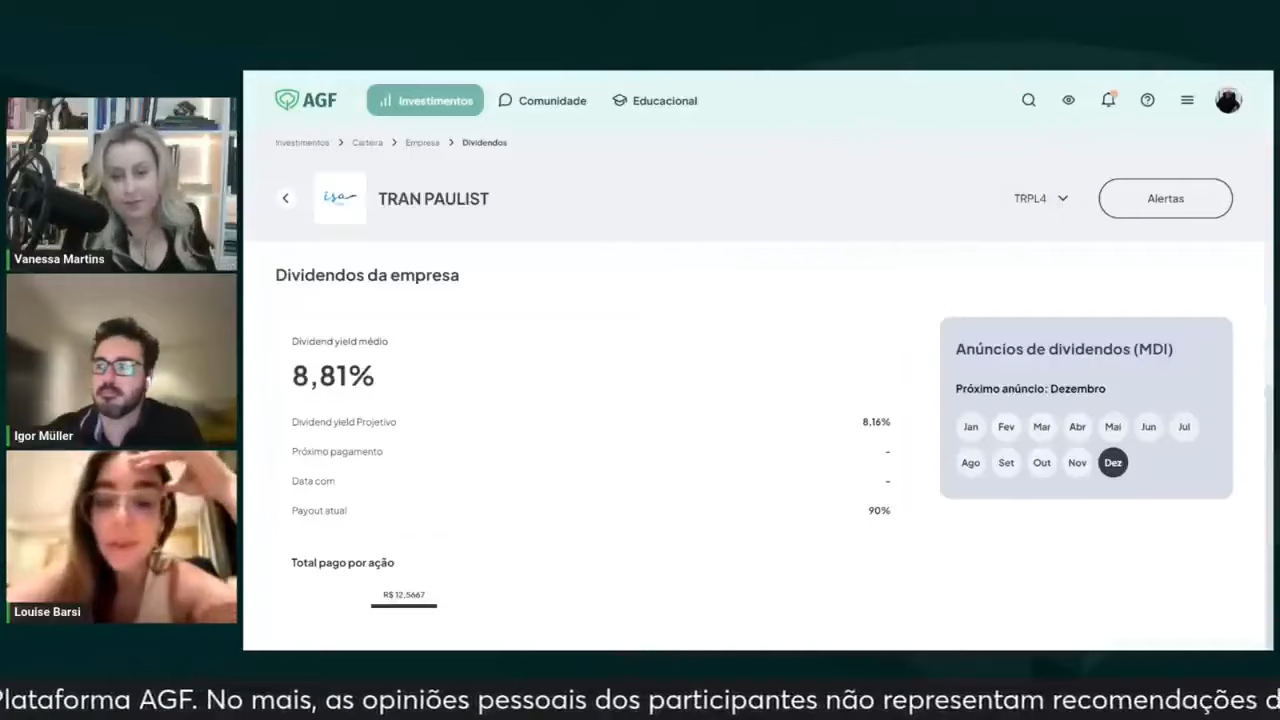 AGF
Investimentos
Comunidade
Educacional
Investimentos > Carteira > Empresa > Dividendos
isa
TRAN PAULIST
TRPL4
Alertas
Dividendos da empresa
Dividend yield médio
8,81%
Dividend yield Projetivo 8,16%
Próximo pagamento -
Data com -
Payout atual 90%
Total pago por ação
R$ 12,5667
Anúncios de dividendos (MDI)
Próximo anúncio: Dezembro
Jan Fev Mar Abr Mai Jun Jul
Ago Set Out Nov Dez
Vanessa Martins
Igor Müller
Louise Barsi
Plataforma AGF. No mais, as opiniões pessoais dos participantes não representam recomendações d